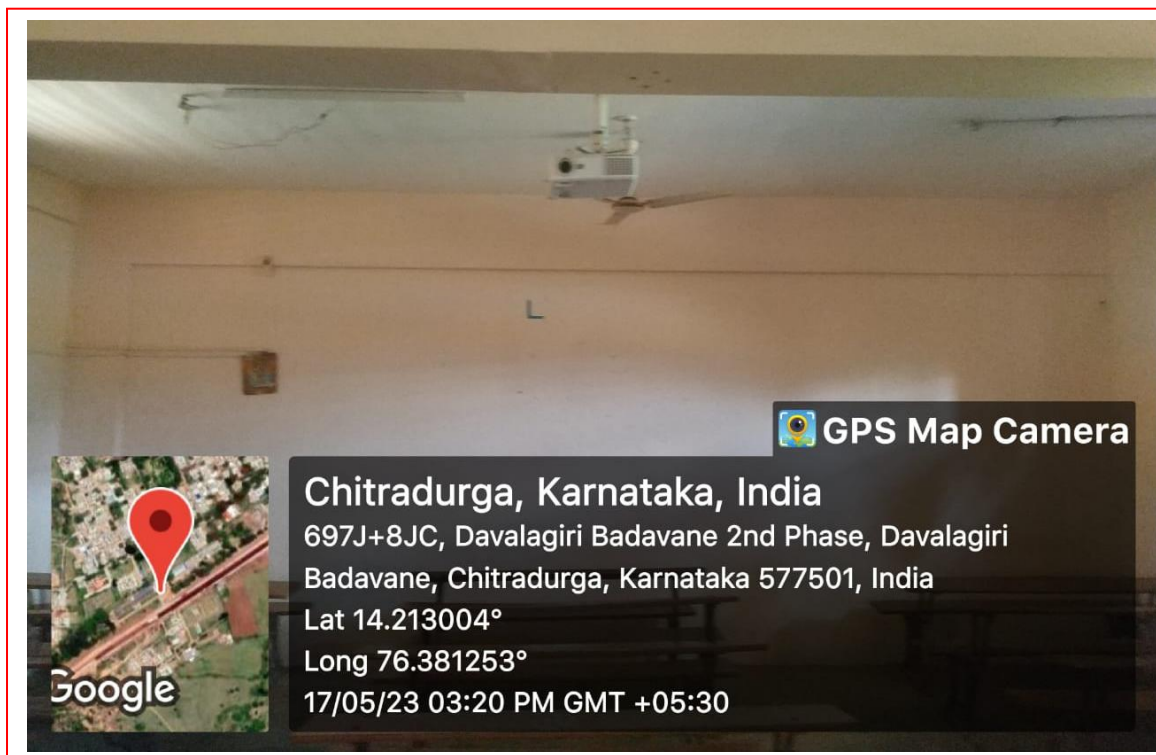 GPS Map Camera
Chitradurga, Karnataka, India
697J+8JC, Davalagiri Badavane 2nd Phase, Davalagiri
Badavane, Chitradurga, Karnataka 577501, India
Lat 14.213004°
Long 76.381253°
17/05/23 03:20 PM GMT +05:30
Google